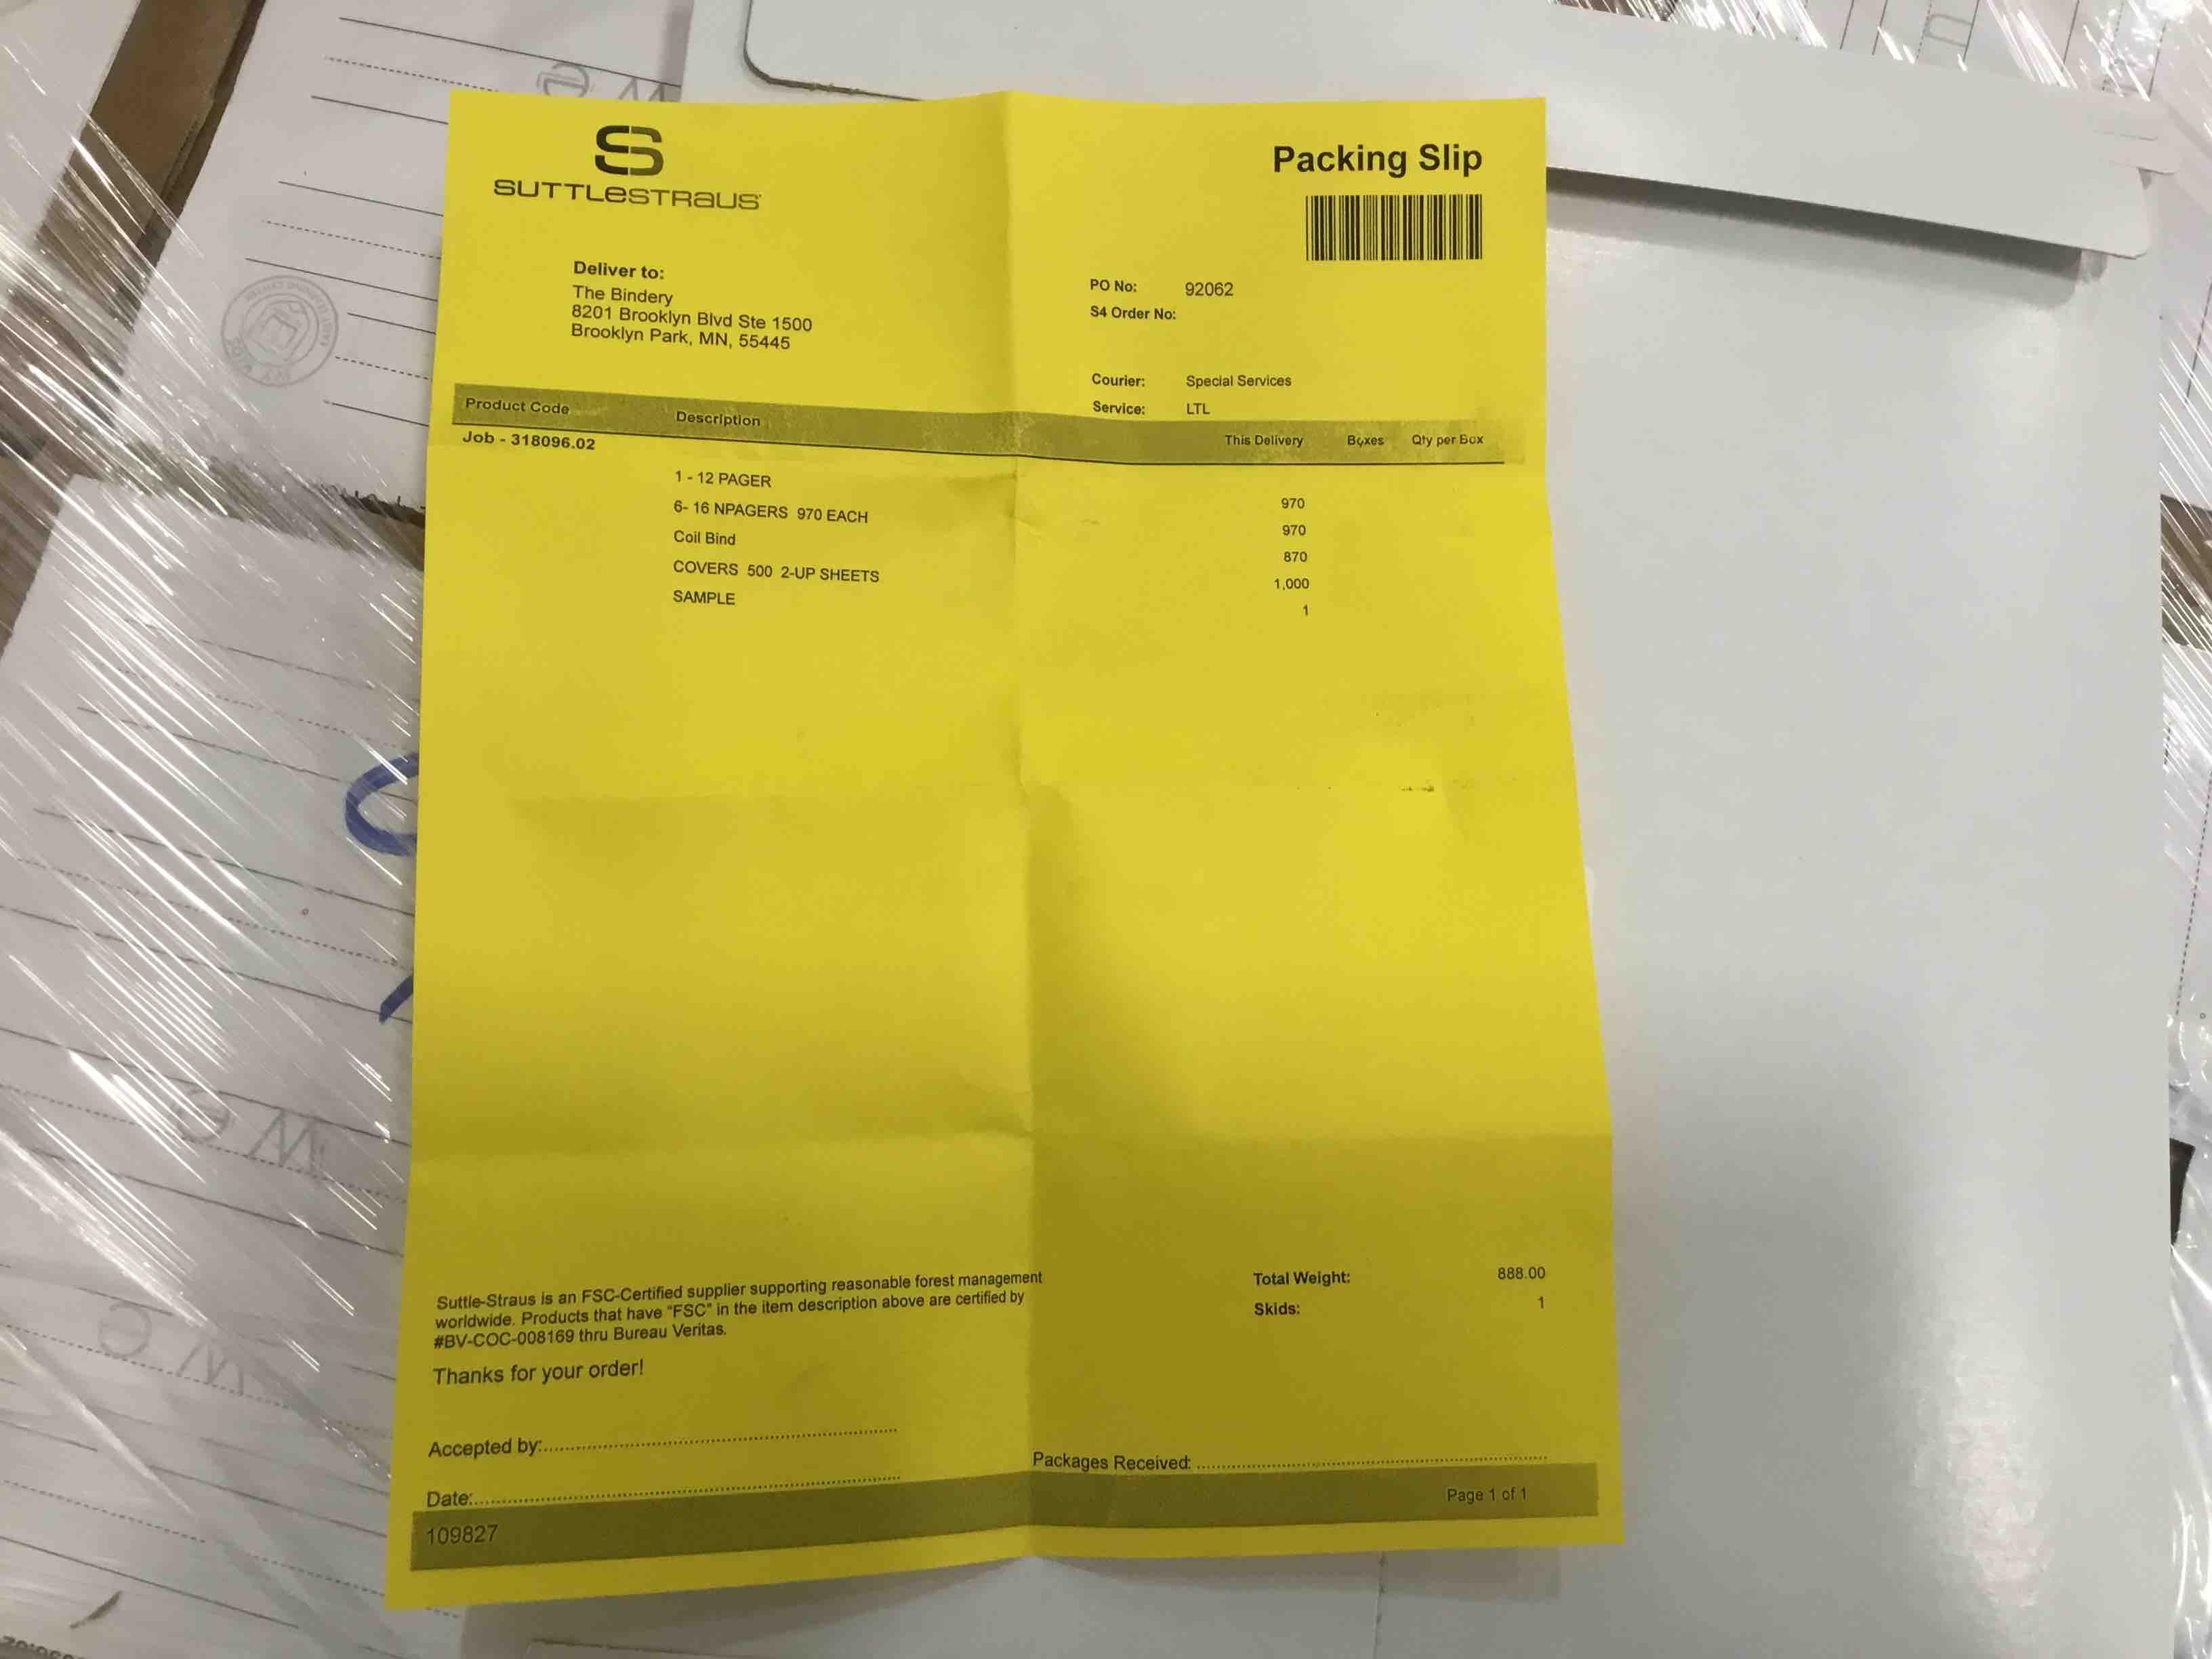 SUTTLESTRAUS
Packing Slip
Deliver to:
The Bindery
8201 Brooklyn Blvd Ste 1500
Brooklyn Park, MN, 55445
PO No: 92062
S4 Order No:
Courier: Special Services
Service: LTL
Product Code Description This Delivery Boxes Qty per Box
Job - 318096.02
1 - 12 PAGER 970
6- 16 NPAGERS 970 EACH 970
Coil Bind 870
COVERS 500 2-UP SHEETS 1,000
SAMPLE 1
Suttle-Straus is an FSC-Certified supplier supporting reasonable forest management
worldwide. Products that have "FSC" in the item description above are certified by
#BV-COC-008169 thru Bureau Veritas.
Thanks for your order!
Total Weight: 888.00
Skids: 1
Accepted by:
Packages Received:
Date:
Page 1 of 1
109827